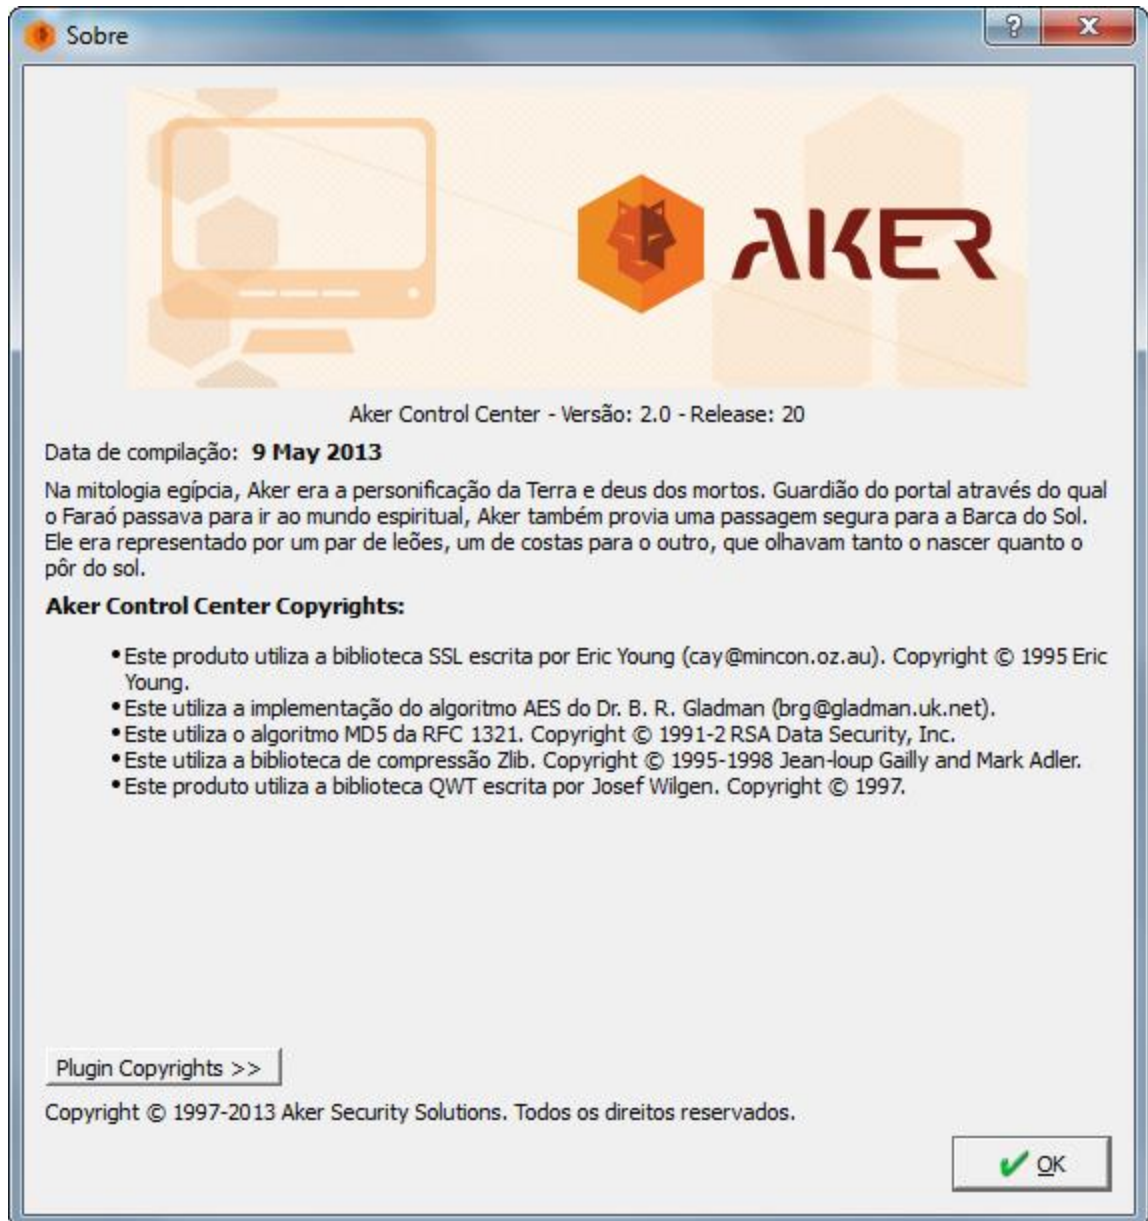 Sobre
AKER
Aker Control Center - Versão: 2.0 - Release: 20
Data de compilação: 9 May 2013
Na mitologia egípcia, Aker era a personificação da Terra e deus dos mortos. Guardião do portal através do qual
o Faraó passava para ir ao mundo espiritual, Aker também provia uma passagem segura para a Barca do Sol.
Ele era representado por um par de leões, um de costas para o outro, que olhavam tanto o nascer quanto o
pôr do sol.
Aker Control Center Copyrights:
•Este produto utiliza a biblioteca SSL escrita por Eric Young (cay@mincon.oz.au). Copyright © 1995 Eric
Young.
•Este utiliza a implementação do algoritmo AES do Dr. B. R. Gladman (brg@gladman.uk.net).
•Este utiliza o algoritmo MD5 da RFC 1321. Copyright © 1991-2 RSA Data Security, Inc.
•Este utiliza a biblioteca de compressão Zlib. Copyright © 1995-1998 Jean-loup Gailly and Mark Adler.
•Este produto utiliza a biblioteca QWT escrita por Josef Wilgen. Copyright © 1997.
Plugin Copyrights >>
Copyright © 1997-2013 Aker Security Solutions. Todos os direitos reservados.
OK